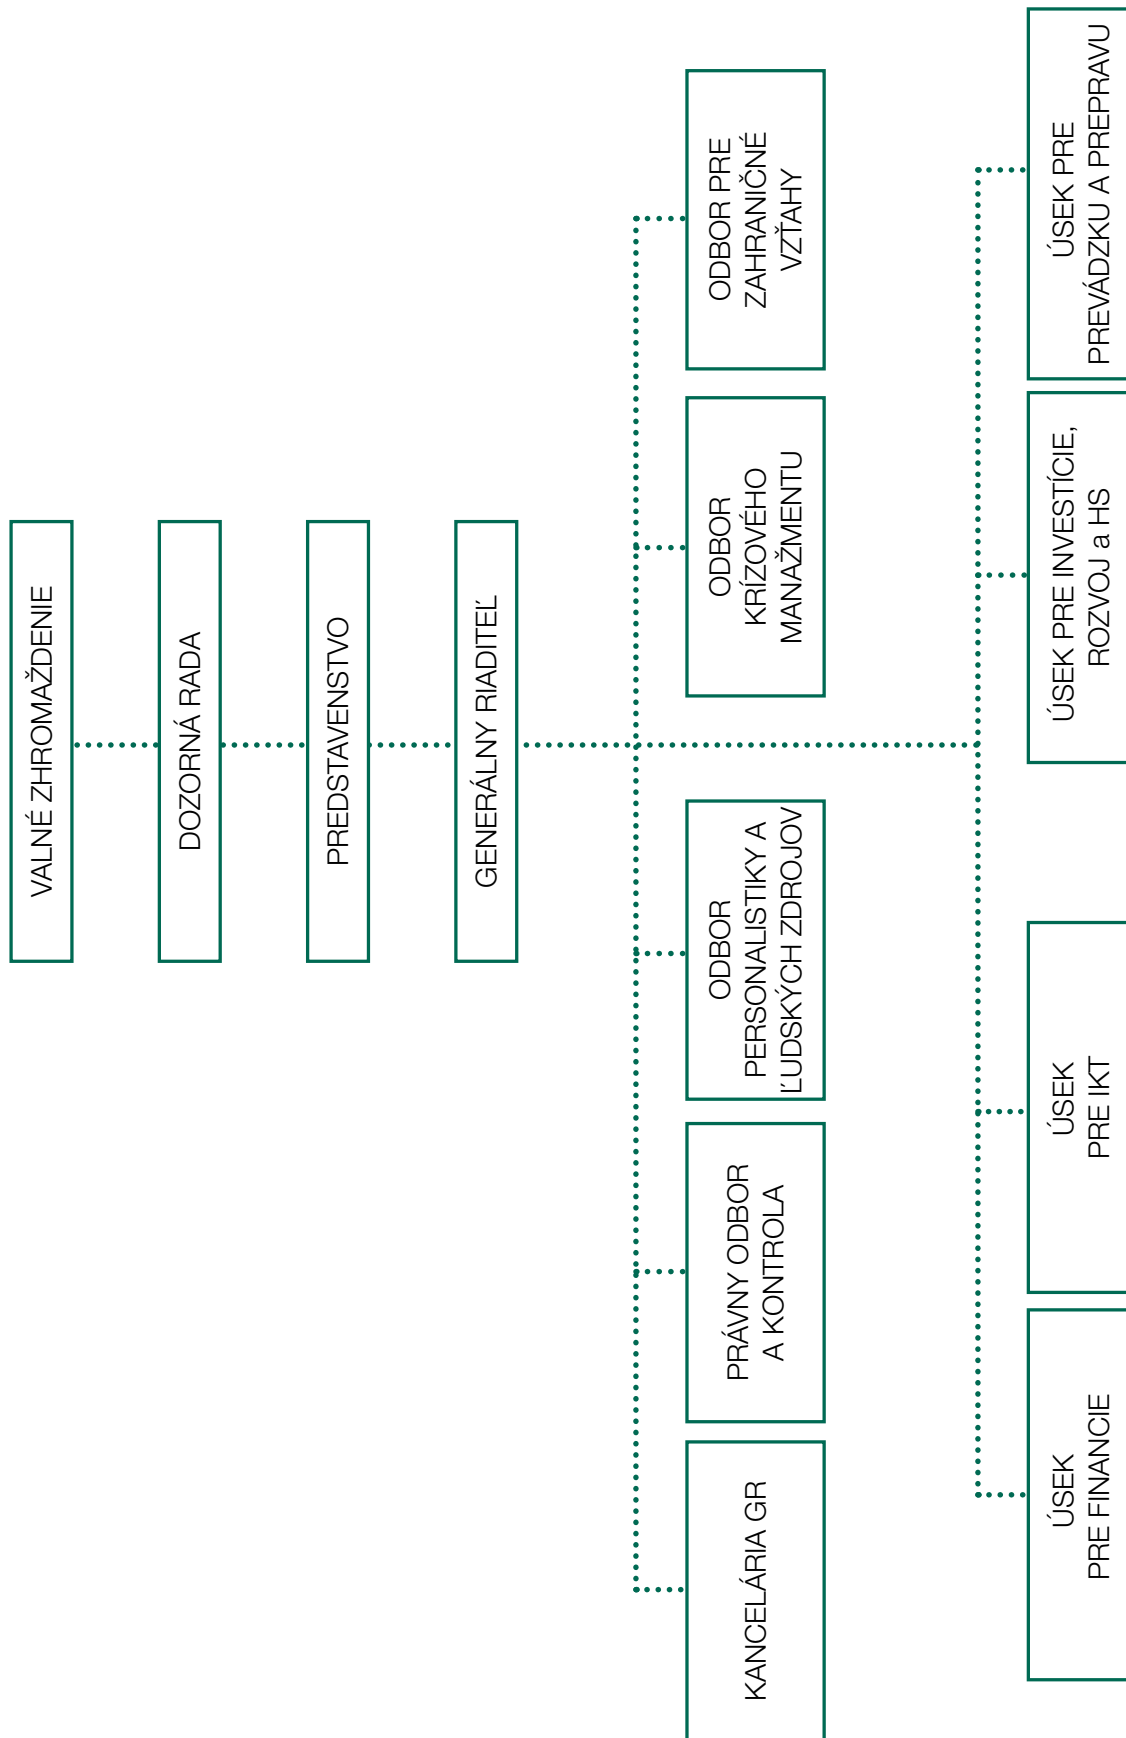 VALNÉ ZHROMAŽDENIE
DOZORNÁ RADA
PREDSTAVENSTVO
GENERÁLNY RIADITEĽ
KANCELÁRIA GR
PRÁVNY ODBOR
A KONTROLA
ODBOR
PERSONALISTIKY A
ĽUDSKÝCH ZDROJOV
ODBOR
KRÍZOVÉHO
MANAŽMENTU
ODBOR PRE
ZAHRANIČNÉ
VZŤAHY
ÚSEK
PRE FINANCIE
ÚSEK
PRE IKT
ÚSEK PRE INVESTÍCIE,
ROZVOJ a HS
ÚSEK PRE
PREVÁDZKU A PREPRAVU